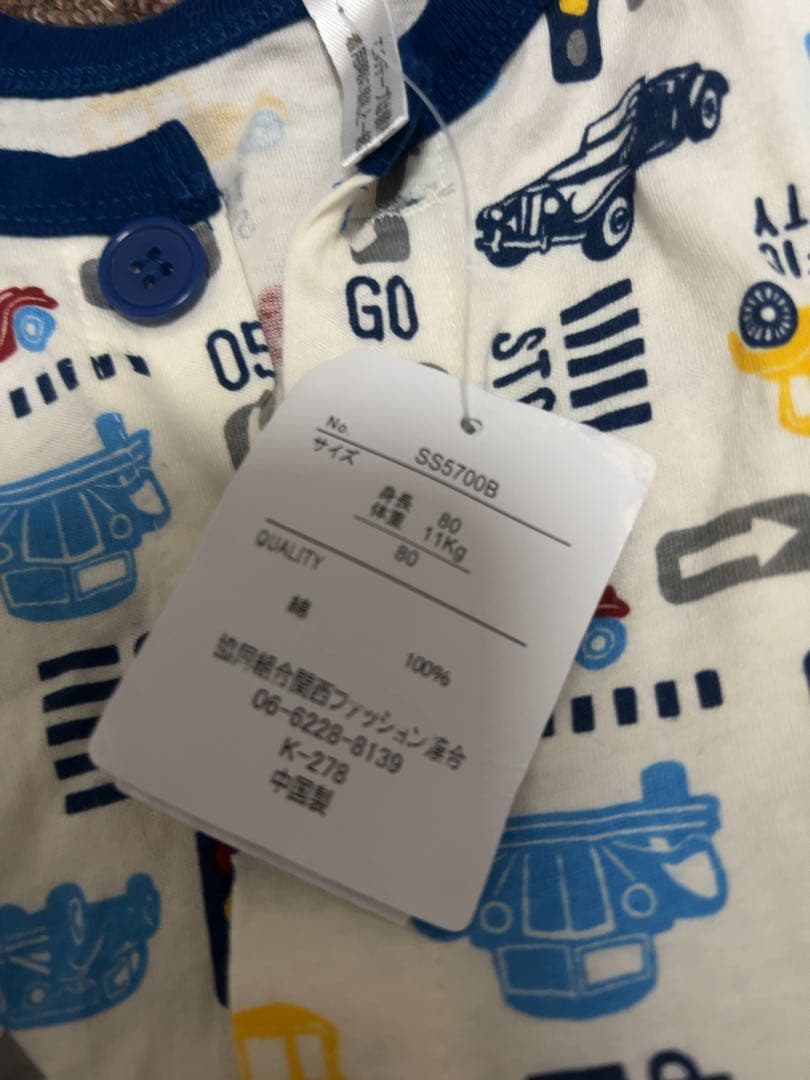 No. SS5700B
サイズ
身長 80
体重 11Kg
80
QUALITY
綿 100%
協同組合関西ファッション連合
06-6228-8139
K-278
中国製
GO
05
STO